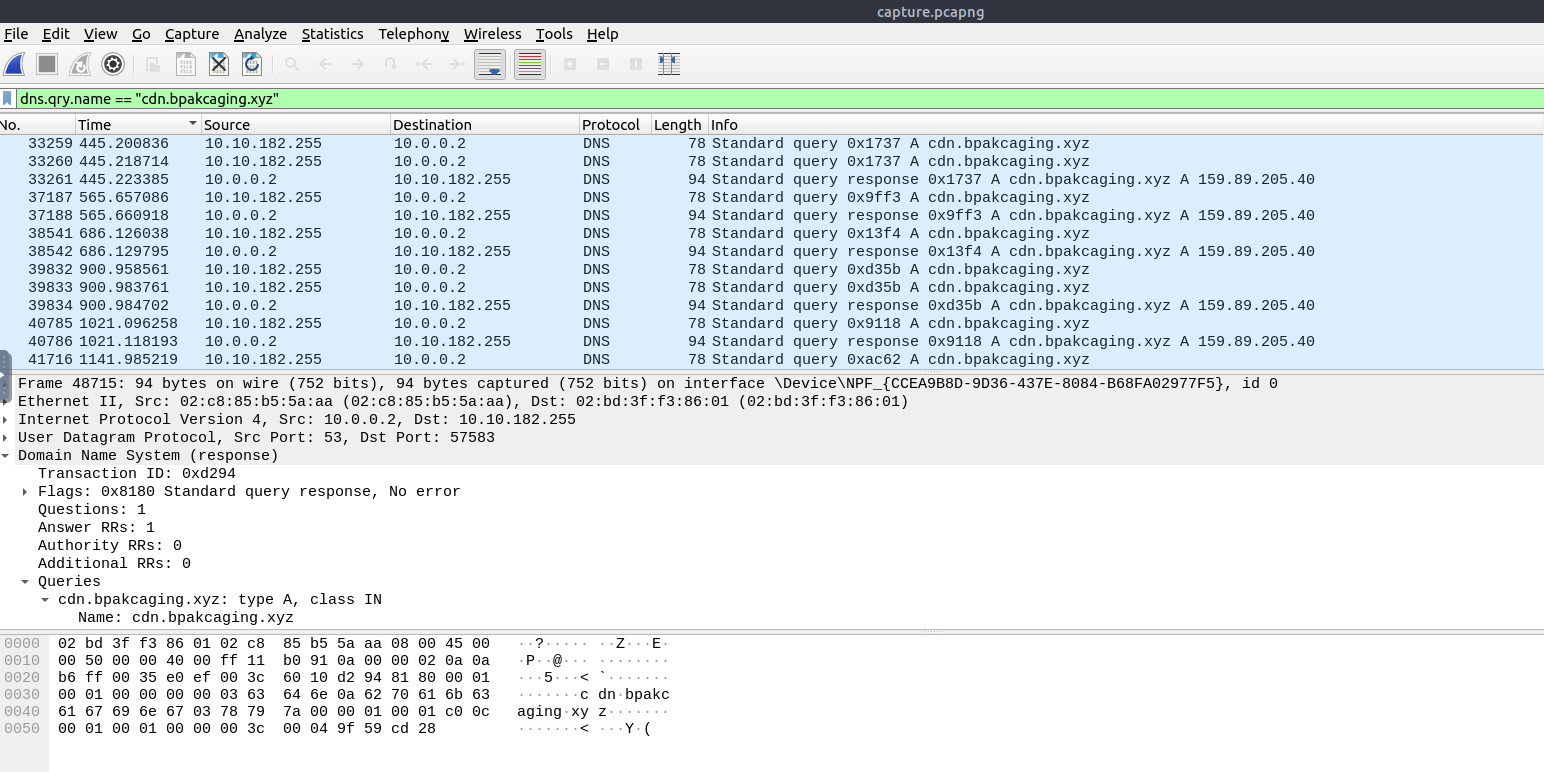 capture.pcapng
File Edit View Go Capture Analyze Statistics Telephony Wireless Tools Help
dns.qry.name == "cdn.bpakcaging.xyz"
No. Time Source Destination Protocol Length Info
33259 445.200836 10.10.182.255 10.0.0.2 DNS 78 Standard query 0x1737 A cdn.bpakcaging.xyz
33260 445.218714 10.10.182.255 10.0.0.2 DNS 78 Standard query 0x1737 A cdn.bpakcaging.xyz
33261 445.223385 10.0.0.2 10.10.182.255 DNS 94 Standard query response 0x1737 A cdn.bpakcaging.xyz A 159.89.205.40
37187 565.657086 10.10.182.255 10.0.0.2 DNS 78 Standard query 0x9ff3 A cdn.bpakcaging.xyz
37188 565.660918 10.0.0.2 10.10.182.255 DNS 94 Standard query response 0x9ff3 A cdn.bpakcaging.xyz A 159.89.205.40
38541 686.126038 10.10.182.255 10.0.0.2 DNS 78 Standard query 0x13f4 A cdn.bpakcaging.xyz
38542 686.129795 10.0.0.2 10.10.182.255 DNS 94 Standard query response 0x13f4 A cdn.bpakcaging.xyz A 159.89.205.40
39832 900.958561 10.10.182.255 10.0.0.2 DNS 78 Standard query 0xd35b A cdn.bpakcaging.xyz
39833 900.983761 10.10.182.255 10.0.0.2 DNS 78 Standard query 0xd35b A cdn.bpakcaging.xyz
39834 900.984702 10.0.0.2 10.10.182.255 DNS 94 Standard query response 0xd35b A cdn.bpakcaging.xyz A 159.89.205.40
40785 1021.096258 10.10.182.255 10.0.0.2 DNS 78 Standard query 0x9118 A cdn.bpakcaging.xyz
40786 1021.118193 10.0.0.2 10.10.182.255 DNS 94 Standard query response 0x9118 A cdn.bpakcaging.xyz A 159.89.205.40
41716 1141.985219 10.10.182.255 10.0.0.2 DNS 78 Standard query 0xac62 A cdn.bpakcaging.xyz
Frame 48715: 94 bytes on wire (752 bits), 94 bytes captured (752 bits) on interface \Device\NPF_{CCEA9B8D-9D36-437E-8084-B68FA02977F5}, id 0
Ethernet II, Src: 02:c8:85:b5:5a:aa (02:c8:85:b5:5a:aa), Dst: 02:bd:3f:f3:86:01 (02:bd:3f:f3:86:01)
Internet Protocol Version 4, Src: 10.0.0.2, Dst: 10.10.182.255
User Datagram Protocol, Src Port: 53, Dst Port: 57583
Domain Name System (response)
Transaction ID: 0xd294
Flags: 0x8180 Standard query response, No error
Questions: 1
Answer RRs: 1
Authority RRs: 0
Additional RRs: 0
Queries
cdn.bpakcaging.xyz: type A, class IN
Name: cdn.bpakcaging.xyz
0000 02 bd 3f f3 86 01 02 c8 85 b5 5a aa 08 00 45 00 ··?····· ··Z···E·
0010 00 50 00 00 40 00 ff 11 b0 91 0a 00 00 02 0a 0a ·P··@··· ········
0020 b6 ff 00 35 e0 ef 00 3c 60 10 d2 94 81 80 00 01 ···5···< `·······
0030 00 01 00 00 00 00 03 63 64 6e 0a 62 70 61 6b 63 ·······c dn·bpakc
0040 61 67 69 6e 67 03 78 79 7a 00 00 01 00 01 c0 0c aging·xy z·······
0050 00 01 00 01 00 00 00 3c 00 04 9f 59 cd 28 ·······< ···Y·(